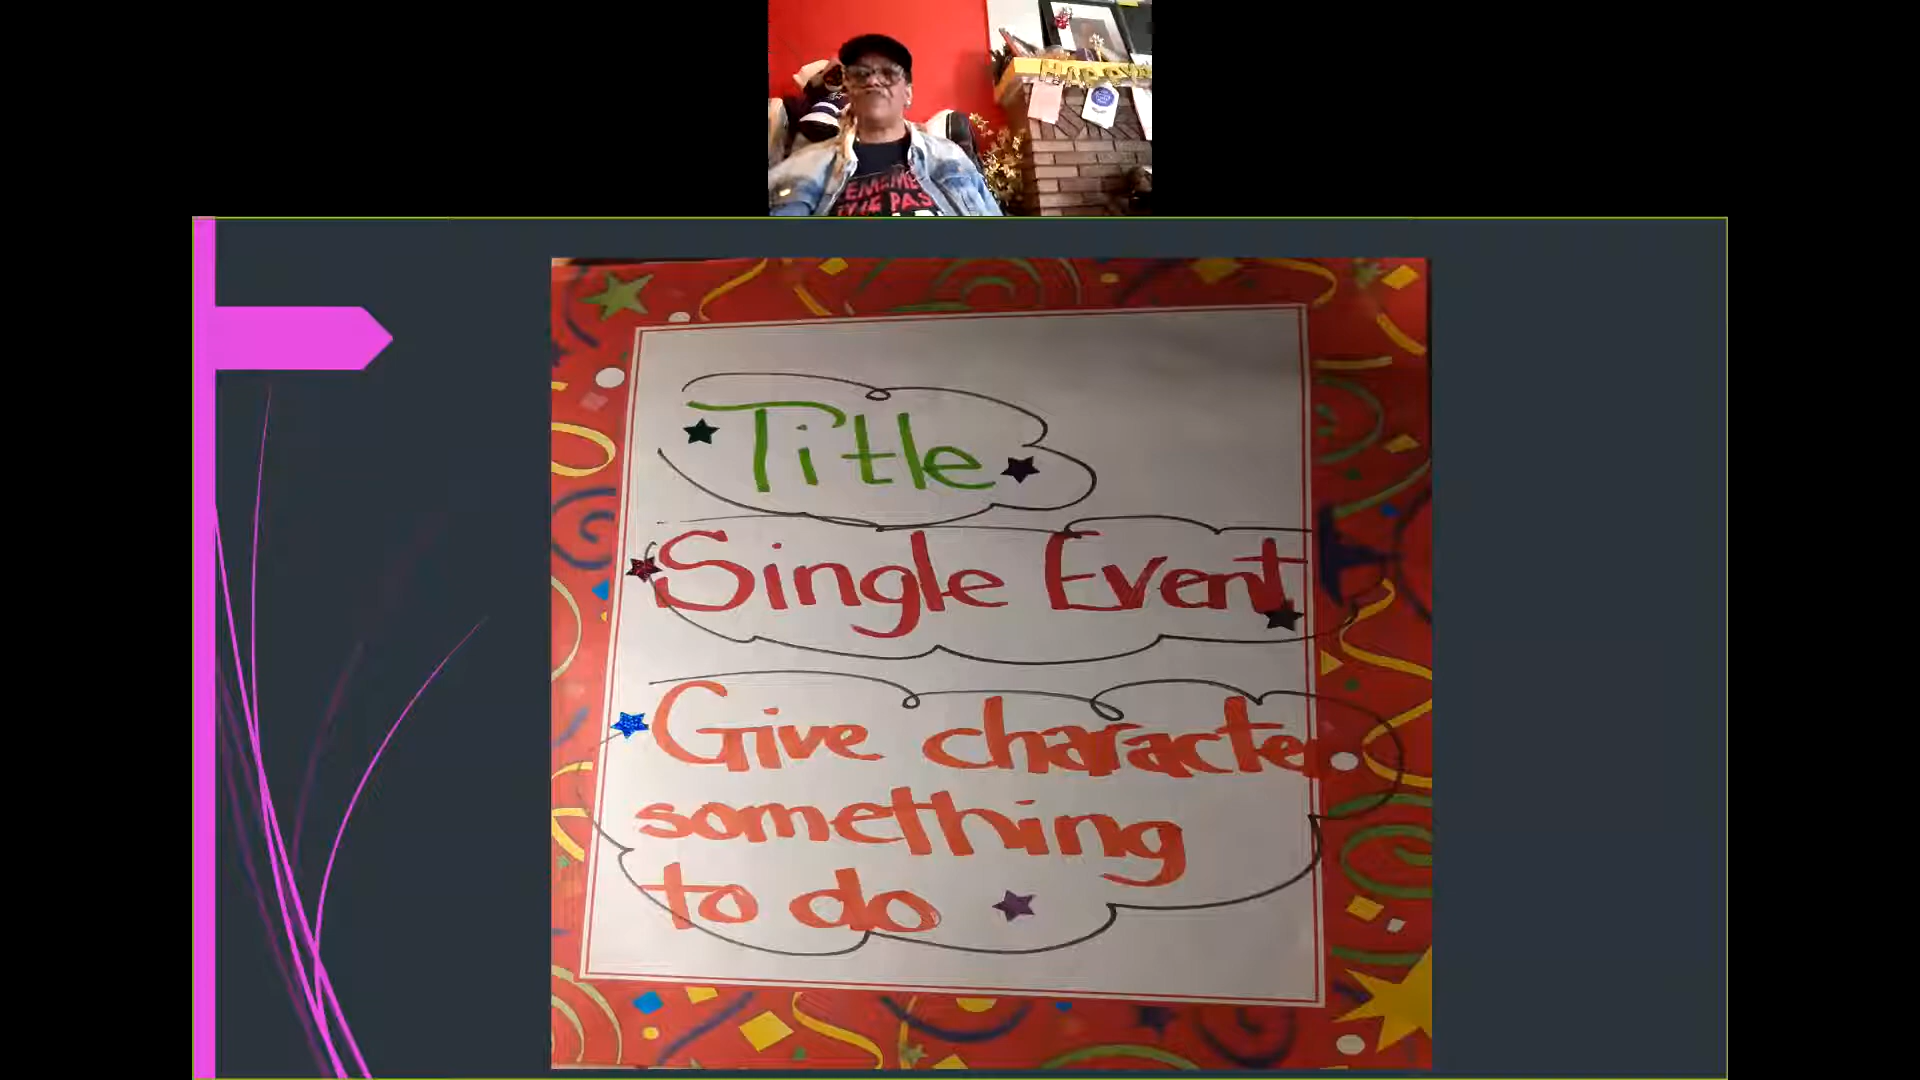 Title
Single Event
Give character
something
to do